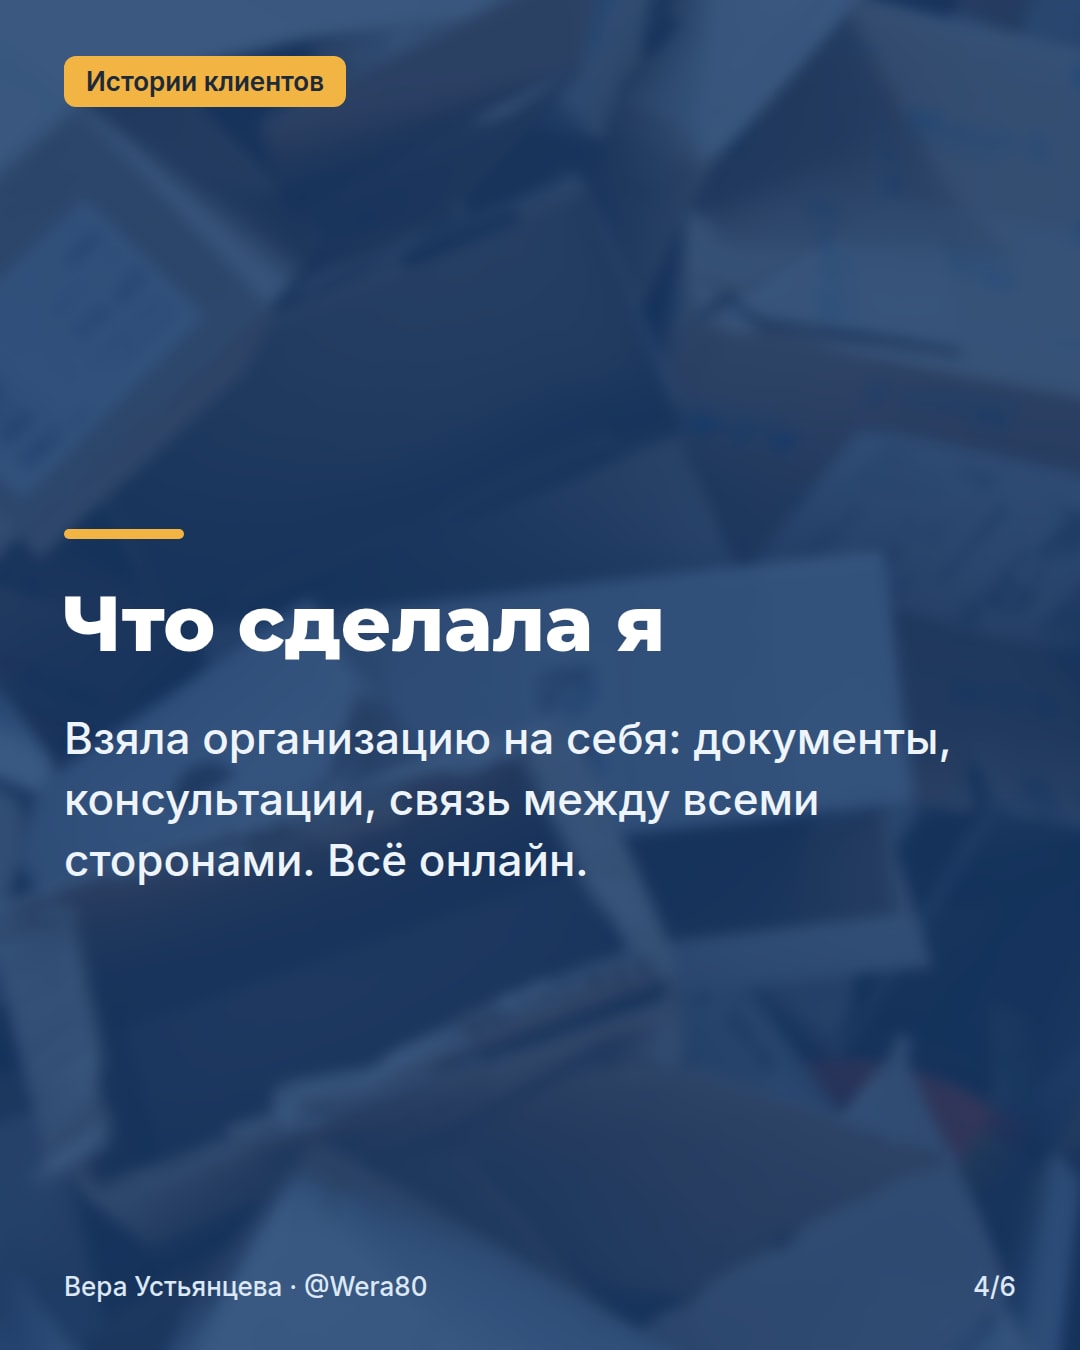 Истории клиентов
Что сделала я
Взяла организацию на себя: документы,
консультации, связь между всеми
сторонами. Всё онлайн.
Вера Устьянцева · @Wera80
4/6